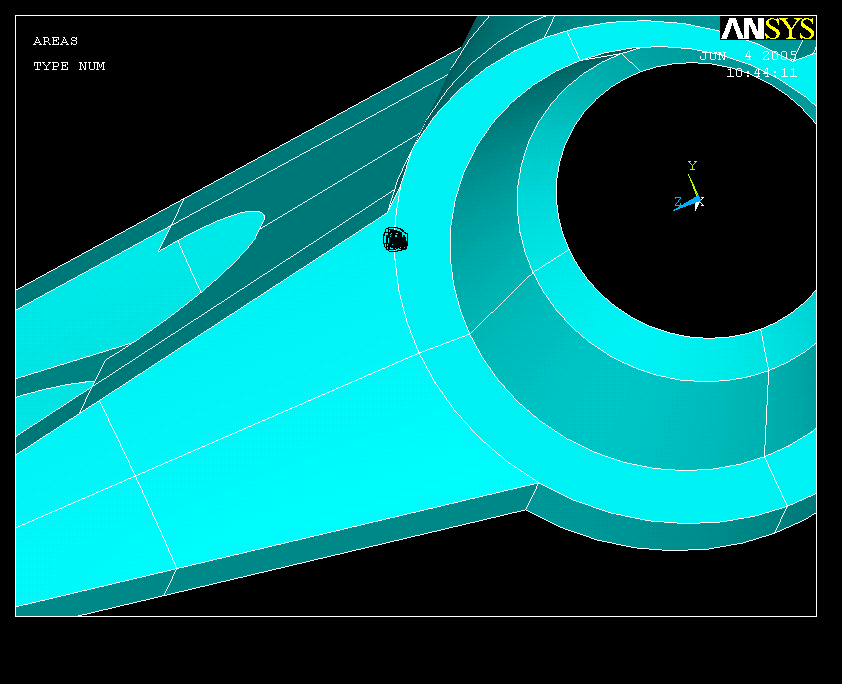 ANSYS
AREAS
TYPE NUM
JUN 4 2005
10:44:11
Y
Z X